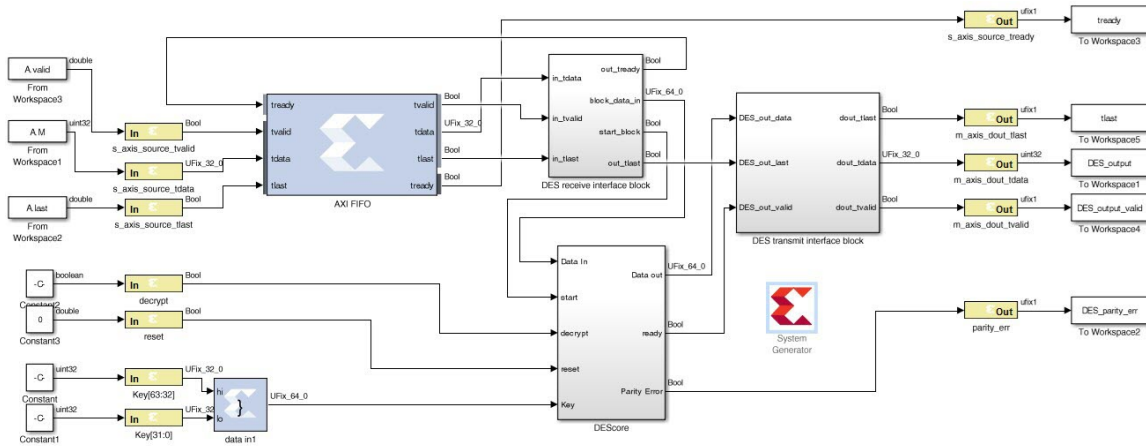 ufix1
Out
s_axis_source_tready
tready
To Workspace3
double
A.valid
From
Workspace3
In
Bool
s_axis_source_tvalid
uint32
A.M
From
Workspace1
In
UFix_32_0
s_axis_source_tdata
double
A.last
From
Workspace2
In
Bool
s_axis_source_tlast
tready
tvalid
tdata
tlast
Bool
tvalid
UFix_32_0
tdata
Bool
tlast
Bool
tready
AXI FIFO
in_tdata
in_tvalid
in_tlast
Bool
out_tready
UFix_64_0
block_data_in
Bool
start_block
Bool
out_tlast
DES receive interface block
DES_out_data
DES_out_last
DES_out_valid
Bool
dout_tlast
UFix_32_0
dout_tdata
Bool
dout_tvalid
DES transmit interface block
ufix1
Out
m_axis_dout_tlast
tlast
To Workspace5
uint32
Out
m_axis_dout_tdata
DES_output
To Workspace1
ufix1
Out
m_axis_dout_tvalid
DES_output_valid
To Workspace4
boolean
-C-
Constant2
In
Bool
decrypt
double
0
Constant3
In
Bool
reset
uint32
-C-
Constant
In
UFix_32_0
Key[63:32]
uint32
-C-
Constant1
In
UFix_32
Key[31:0]
hi
lo
}
UFix_64_0
data in1
Data In
start
decrypt
reset
Key
UFix_64_0
Data out
Bool
ready
Bool
Parity Error
DEScore
System
Generator
ufix1
Out
parity_err
DES_parity_err
To Workspace2